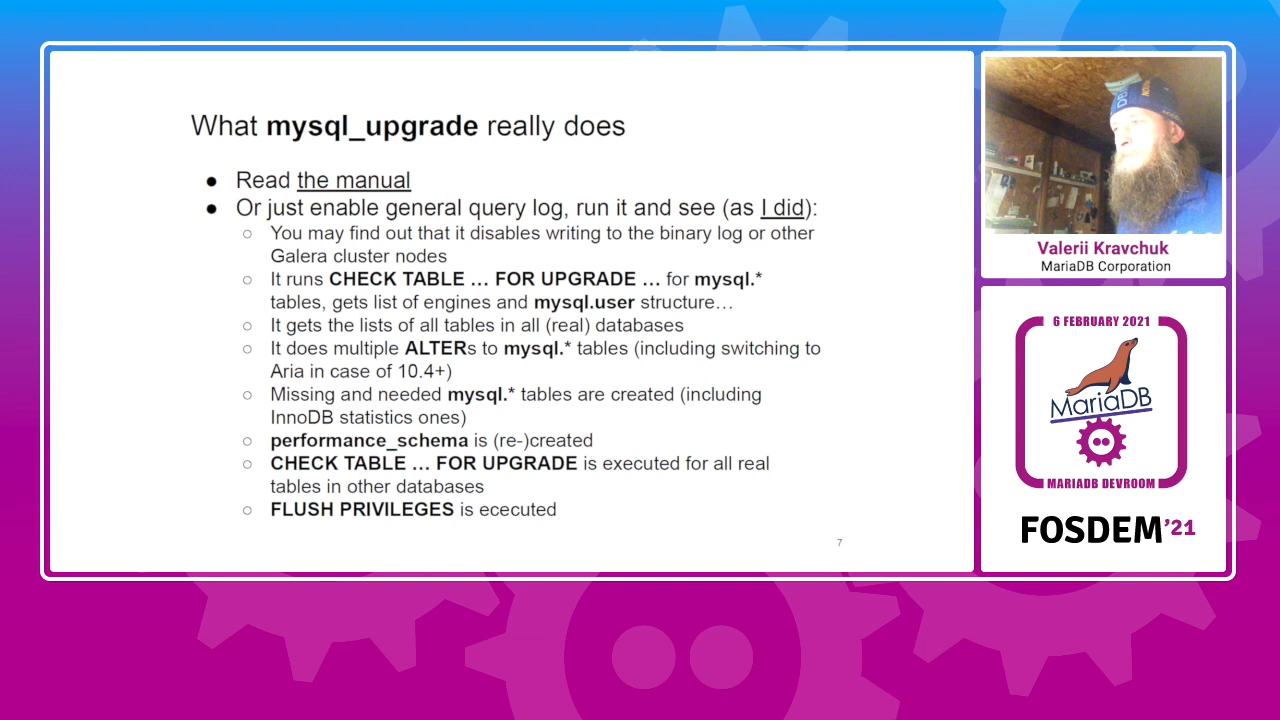 What mysql_upgrade really does
● Read the manual
● Or just enable general query log, run it and see (as I did):
○ You may find out that it disables writing to the binary log or other
Galera cluster nodes
○ It runs CHECK TABLE … FOR UPGRADE … for mysql.*
tables, gets list of engines and mysql.user structure…
○ It gets the lists of all tables in all (real) databases
○ It does multiple ALTERs to mysql.* tables (including switching to
Aria in case of 10.4+)
○ Missing and needed mysql.* tables are created (including
InnoDB statistics ones)
○ performance_schema is (re-)created
○ CHECK TABLE … FOR UPGRADE is executed for all real
tables in other databases
○ FLUSH PRIVILEGES is ececuted
7
Valerii Kravchuk
MariaDB Corporation
6 FEBRUARY 2021
MariaDB
MARIADB DEVROOM
FOSDEM'21